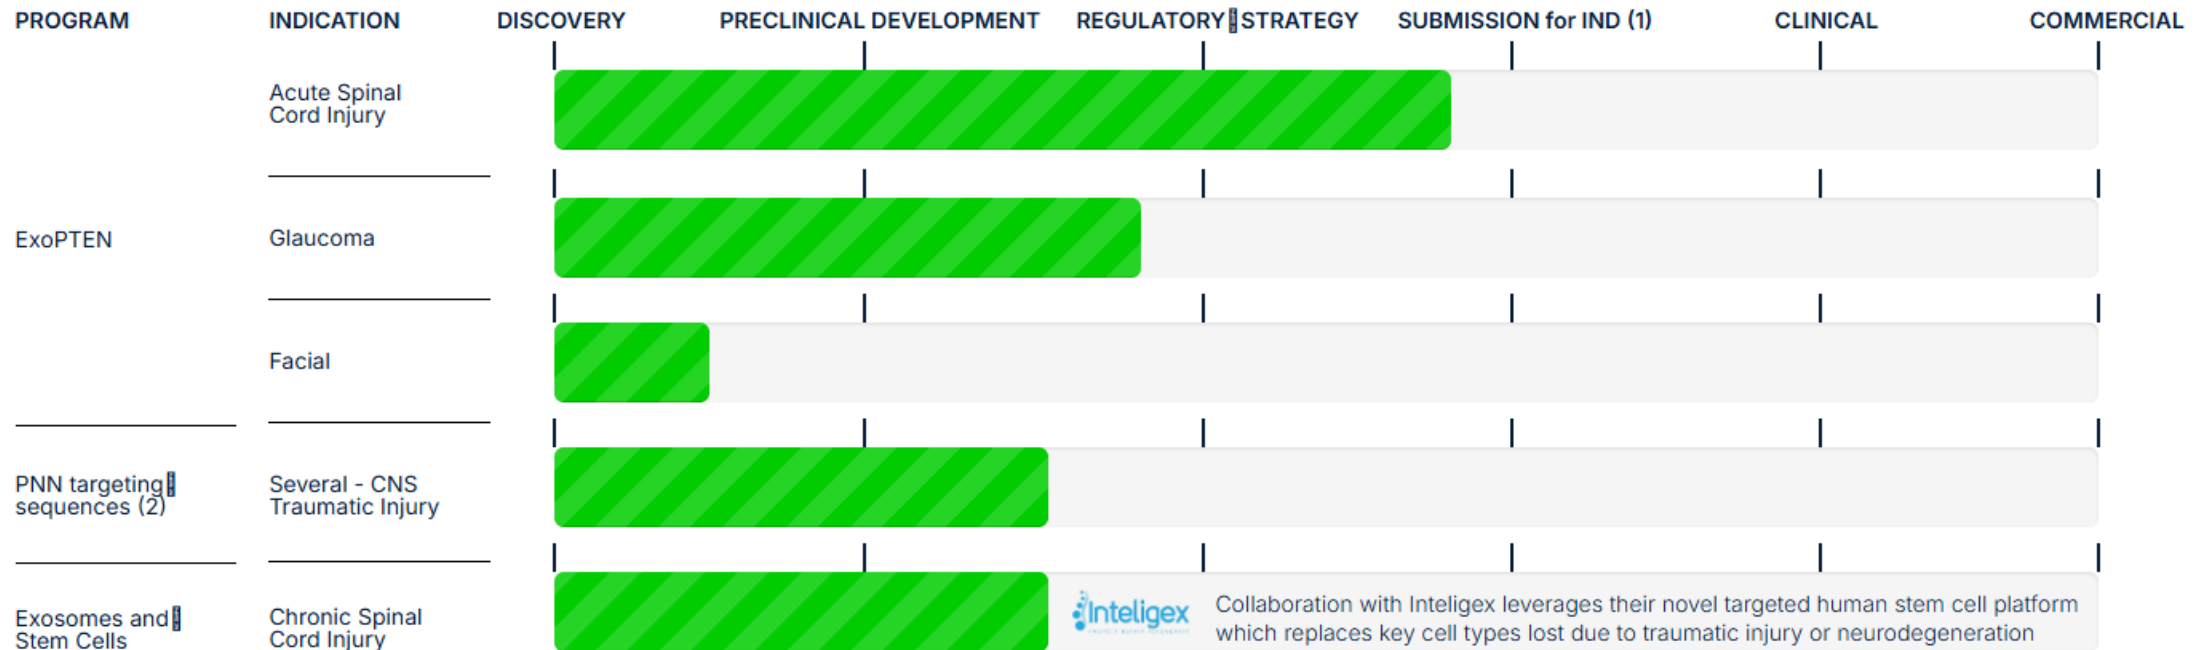 PROGRAM INDICATION DISCOVERY PRECLINICAL DEVELOPMENT REGULATORY STRATEGY SUBMISSION for IND (1) CLINICAL COMMERCIAL
Acute Spinal
Cord Injury
ExoPTEN
Glaucoma
Facial
PNN targeting
sequences (2)
Several - CNS
Traumatic Injury
Exosomes and
Stem Cells
Chronic Spinal
Cord Injury
Inteligex
Collaboration with Inteligex leverages their novel targeted human stem cell platform
which replaces key cell types lost due to traumatic injury or neurodegeneration